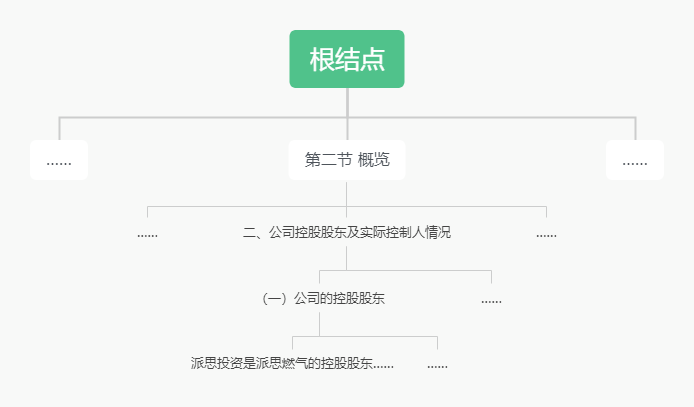 根结点
......
第二节 概览
......
......
二、公司控股股东及实际控制人情况
......
（一）公司的控股股东
......
派思投资是派思燃气的控股股东......
......